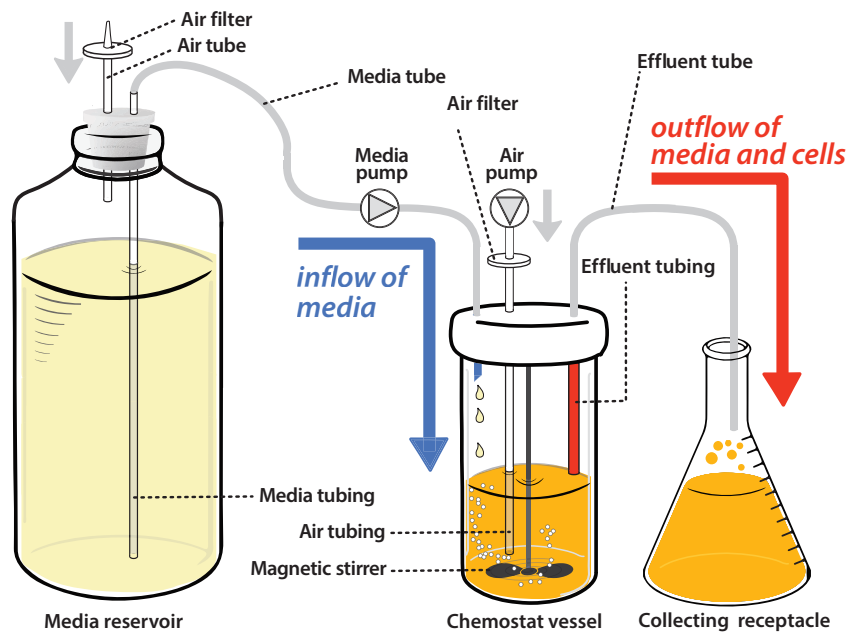 Air filter
Air tube
Media tube
Effluent tube
Air filter
outflow of
media and cells
Media
pump
Air
pump
Effluent tubing
inflow of
media
Media tubing
Air tubing
Magnetic stirrer
Media reservoir
Chemostat vessel
Collecting receptacle